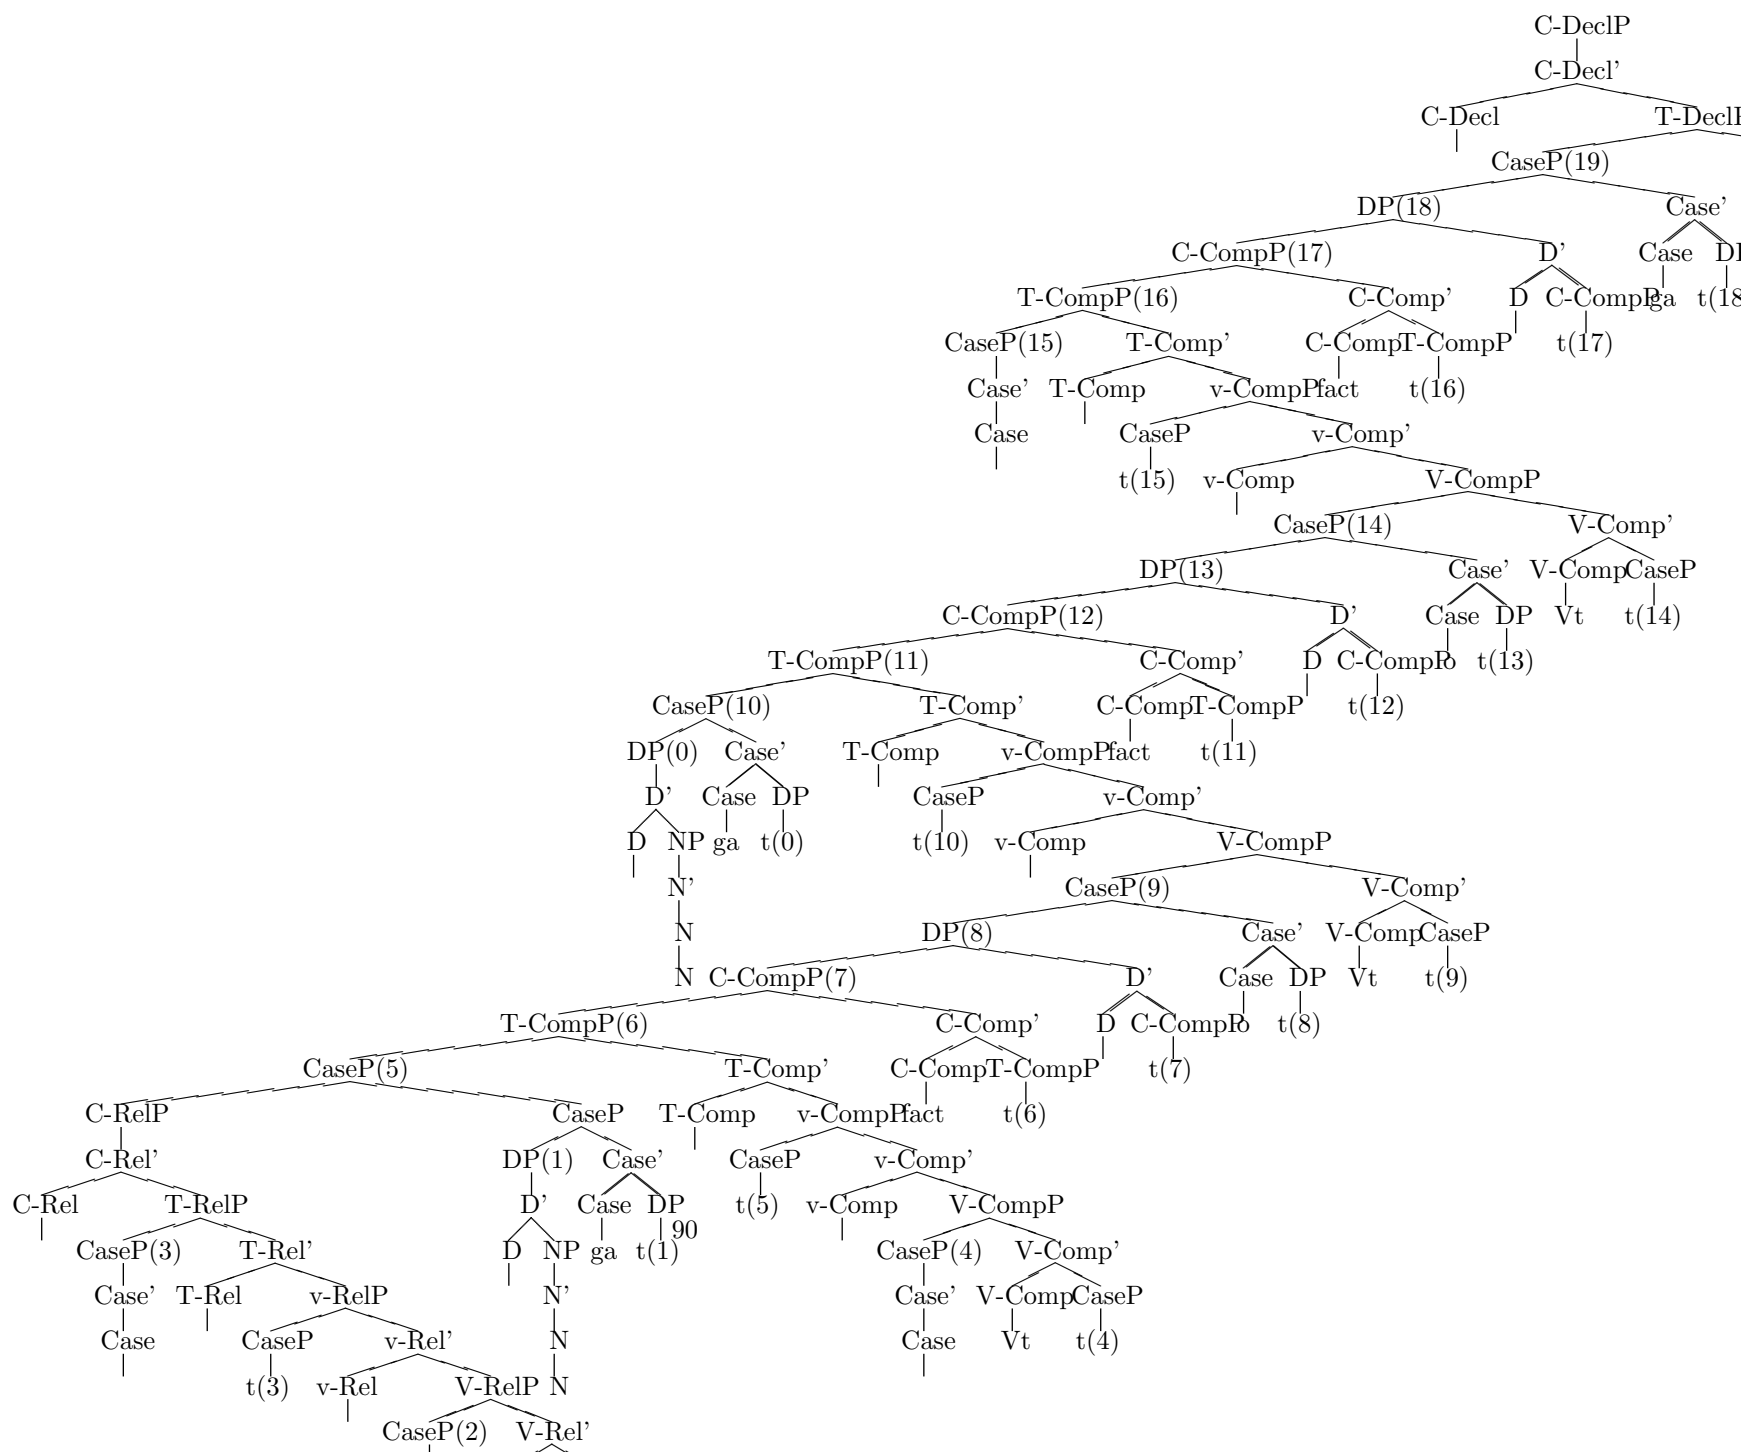 C-DeclP
C-Decl'
C-Decl T-DeclP
CaseP(19)
DP(18) Case'
C-CompP(17) D' Case DP
T-CompP(16) C-Comp' D C-CompP ga t(18
CaseP(15) T-Comp' C-Comp T-CompP t(17)
Case' T-Comp v-CompP fact t(16)
Case CaseP v-Comp'
t(15) v-Comp V-CompP
CaseP(14) V-Comp'
DP(13) Case' V-Comp CaseP
C-CompP(12) D' Case DP Vt t(14)
T-CompP(11) C-Comp' D C-CompP o t(13)
CaseP(10) T-Comp' C-Comp T-CompP t(12)
DP(0) Case' T-Comp v-CompP fact t(11)
D' Case DP CaseP v-Comp'
D NP ga t(0) t(10) v-Comp V-CompP
N' CaseP(9) V-Comp'
N DP(8) Case' V-Comp CaseP
N C-CompP(7) D' Case DP Vt t(9)
T-CompP(6) C-Comp' D C-CompP o t(8)
CaseP(5) T-Comp' C-Comp T-CompP t(7)
C-RelP CaseP T-Comp v-CompP fact t(6)
C-Rel' DP(1) Case' CaseP v-Comp'
C-Rel T-RelP D' Case DP t(5) v-Comp V-CompP
90
CaseP(3) T-Rel' D NP ga t(1) CaseP(4) V-Comp'
Case' T-Rel v-RelP N' Case' V-Comp CaseP
Case CaseP v-Rel' N Case Vt t(4)
t(3) v-Rel V-RelP N
CaseP(2) V-Rel'